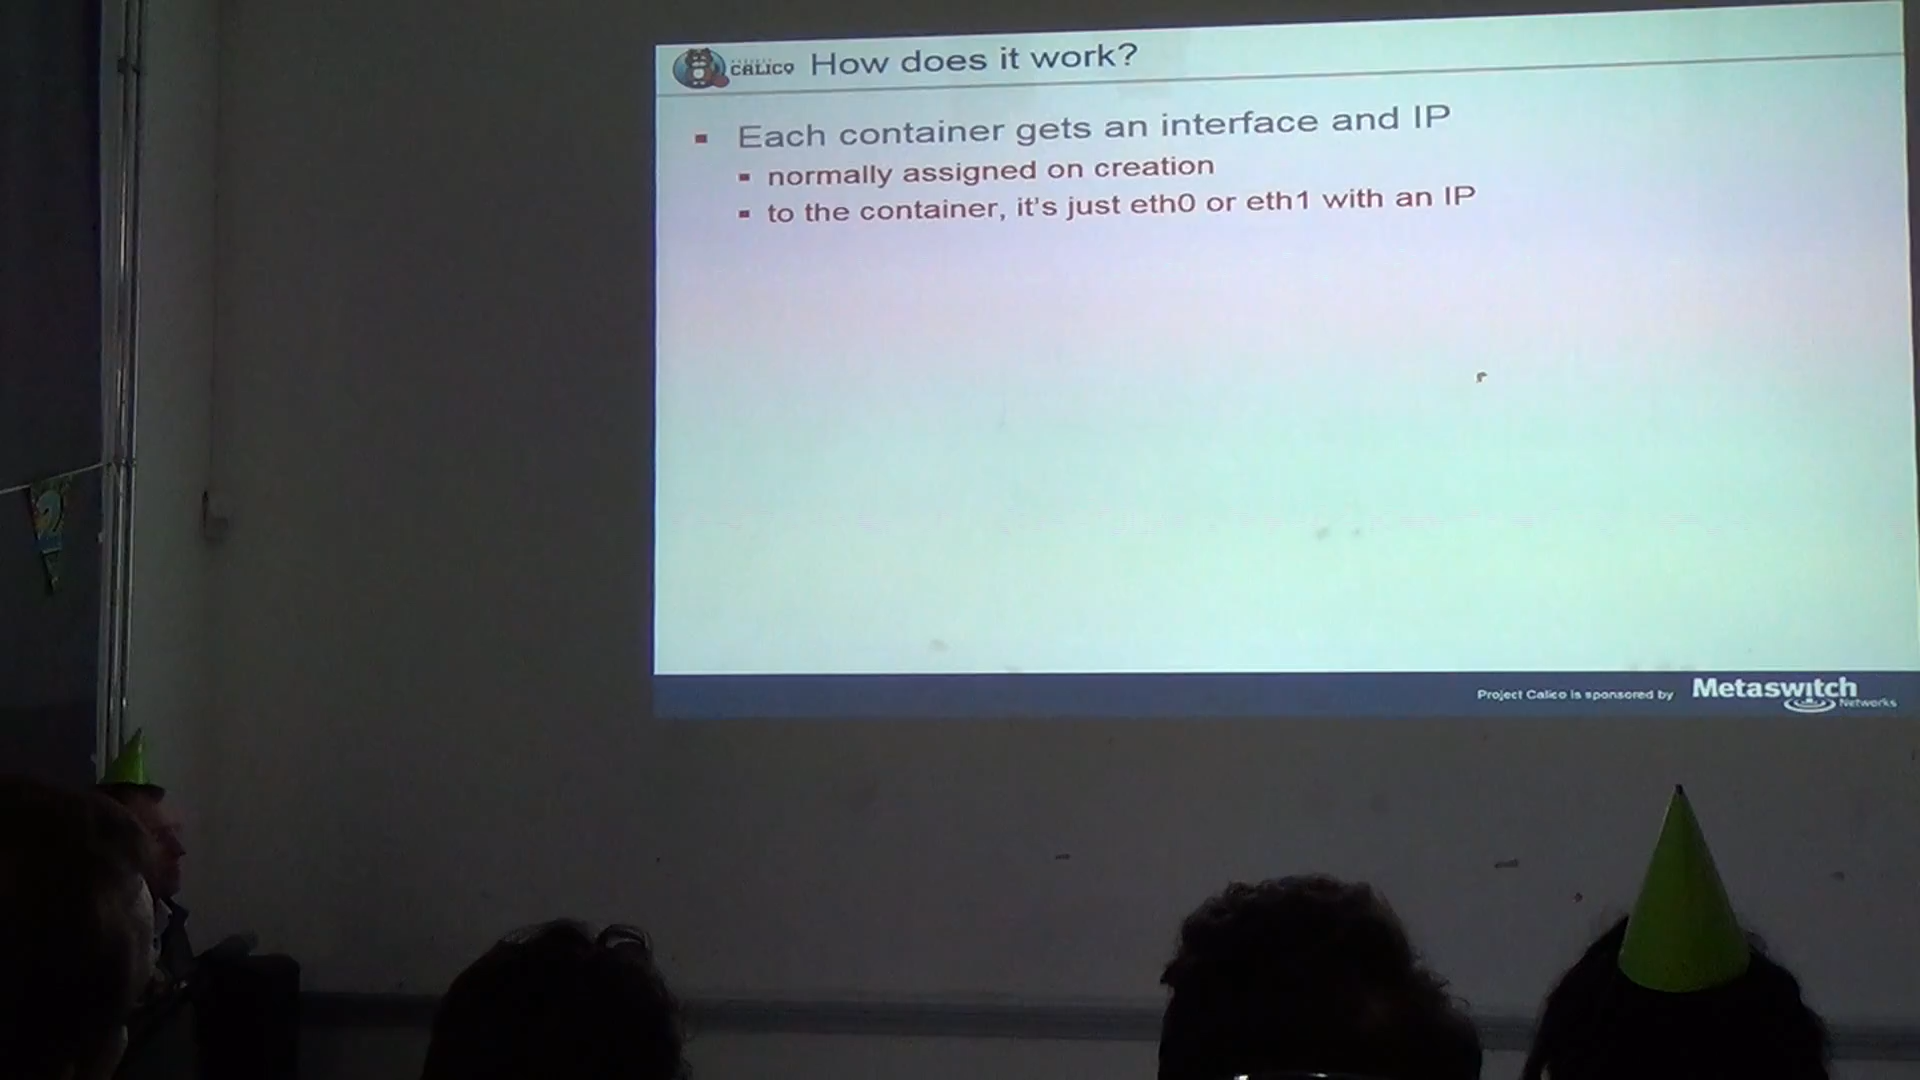 CALICO How does it work?
Each container gets an interface and IP
normally assigned on creation
to the container, it's just eth0 or eth1 with an IP
Project Calico is sponsored by Metaswitch
Networks
2